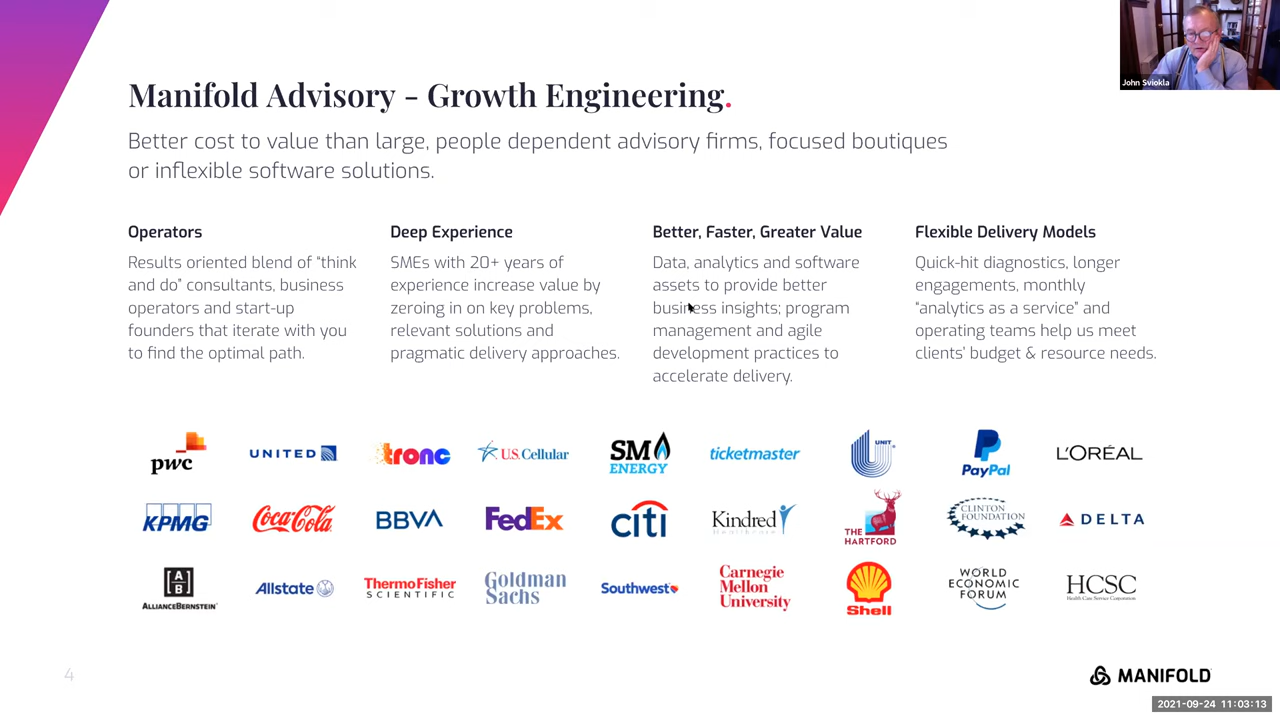 John Sviokla
Manifold Advisory - Growth Engineering.
Better cost to value than large, people dependent advisory firms, focused boutiques
or inflexible software solutions.
Operators
Results oriented blend of “think
and do” consultants, business
operators and start-up
founders that iterate with you
to find the optimal path.
Deep Experience
SMEs with 20+ years of
experience increase value by
zeroing in on key problems,
relevant solutions and
pragmatic delivery approaches.
Better, Faster, Greater Value
Data, analytics and software
assets to provide better
business insights; program
management and agile
development practices to
accelerate delivery.
Flexible Delivery Models
Quick-hit diagnostics, longer
engagements, monthly
“analytics as a service” and
operating teams help us meet
clients' budget & resource needs.
pwc
UNITED
tronc
U.S. Cellular
SM
ENERGY
ticketmaster
UNIT
PayPal
L'ORÉAL
KPMG
Coca-Cola
BBVA
FedEx
citi
Kindred
Healthcare
THE
HARTFORD
CLINTON
FOUNDATION
DELTA
[A
B]
ALLIANCEBERNSTEIN
Allstate
ThermoFisher
SCIENTIFIC
Goldman
Sachs
Southwest
Carnegie
Mellon
University
Shell
WORLD
ECONOMIC
FORUM
HCSC
Health Care Service Corporation
4
MANIFOLD
2021-09-24 11:03:13